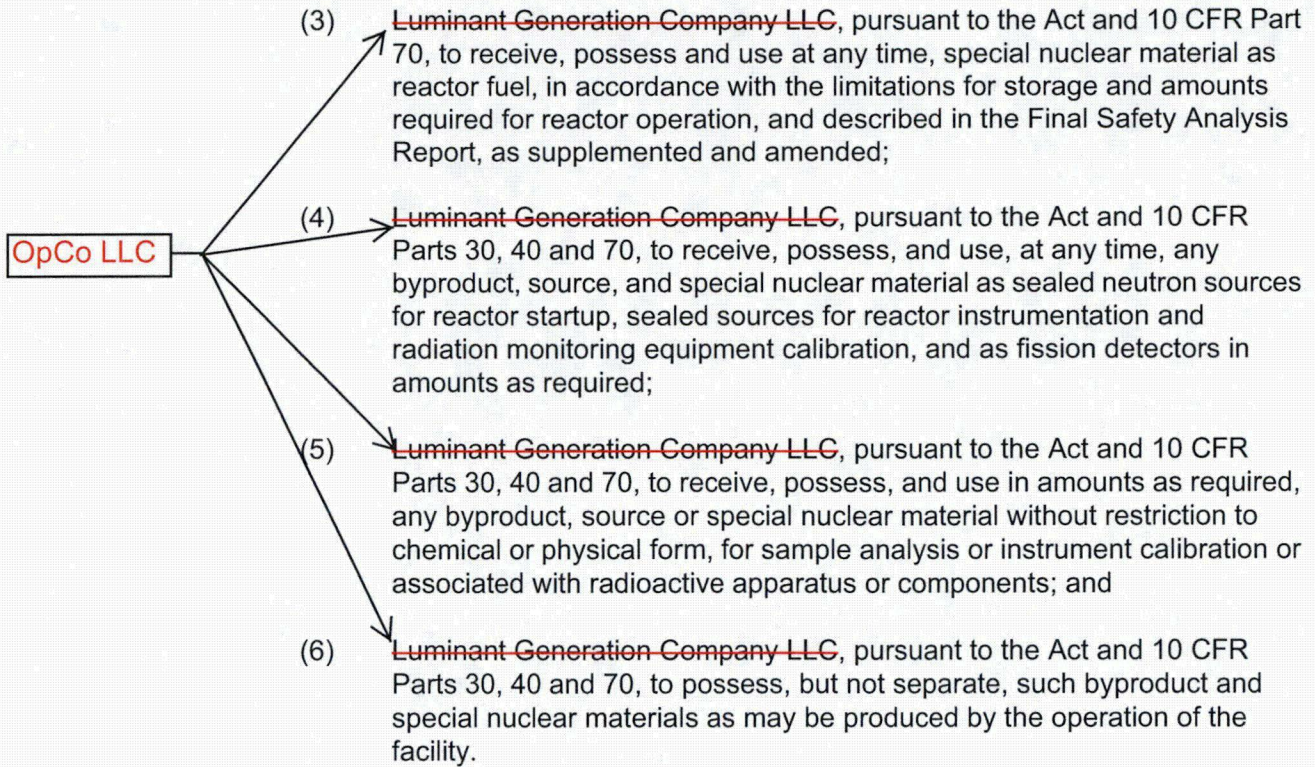 (3) Luminant Generation Company LLC, pursuant to the Act and 10 CFR Part
70, to receive, possess and use at any time, special nuclear material as
reactor fuel, in accordance with the limitations for storage and amounts
required for reactor operation, and described in the Final Safety Analysis
Report, as supplemented and amended;
OpCo LLC
(4) Luminant Generation Company LLC, pursuant to the Act and 10 CFR
Parts 30, 40 and 70, to receive, possess, and use, at any time, any
byproduct, source, and special nuclear material as sealed neutron sources
for reactor startup, sealed sources for reactor instrumentation and
radiation monitoring equipment calibration, and as fission detectors in
amounts as required;
(5) Luminant Generation Company LLC, pursuant to the Act and 10 CFR
Parts 30, 40 and 70, to receive, possess, and use in amounts as required,
any byproduct, source or special nuclear material without restriction to
chemical or physical form, for sample analysis or instrument calibration or
associated with radioactive apparatus or components; and
(6) Luminant Generation Company LLC, pursuant to the Act and 10 CFR
Parts 30, 40 and 70, to possess, but not separate, such byproduct and
special nuclear materials as may be produced by the operation of the
facility.